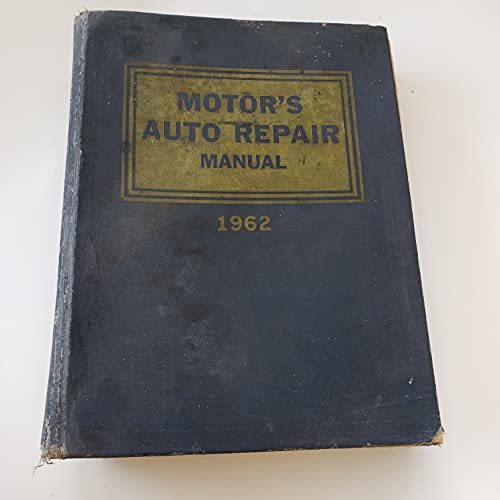 MOTOR'S
AUTO REPAIR
MANUAL
1962